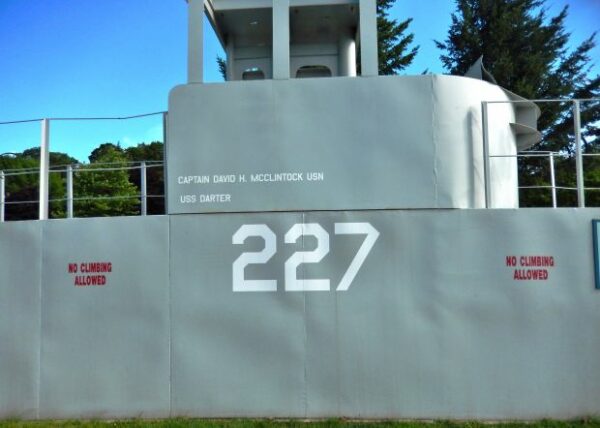 CAPTAIN DAVID H. MCCLINTOCK USN
USS DARTER
227
NO CLIMBING
ALLOWED
NO CLIMBING
ALLOWED